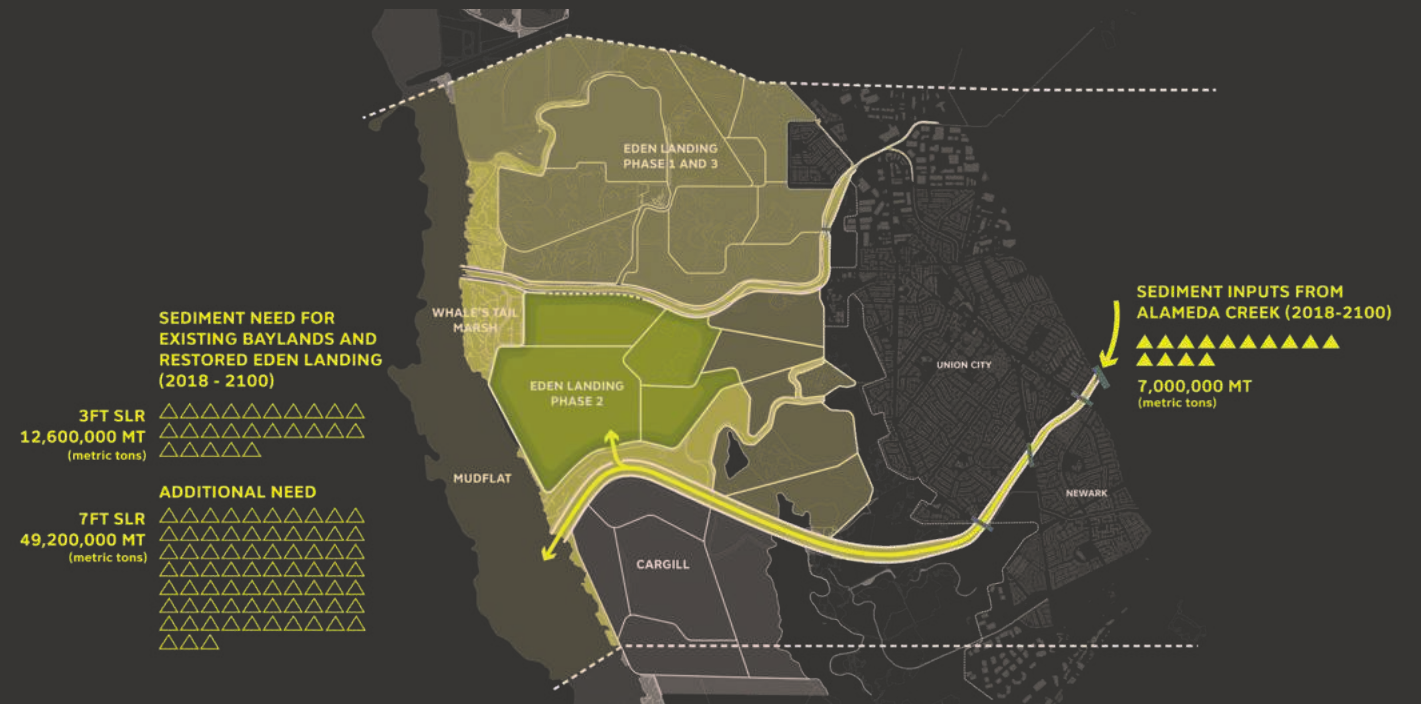 EDEN LANDING
PHASE 1 AND 3
WHALE'S TAIL
MARSH
EDEN LANDING
PHASE 2
MUDFLAT
CARGILL
UNION CITY
NEWARK
SEDIMENT NEED FOR
EXISTING BAYLANDS AND
RESTORED EDEN LANDING
(2018 - 2100)
3FT SLR
12,600,000 MT
(metric tons)
ADDITIONAL NEED
7FT SLR
49,200,000 MT
(metric tons)
SEDIMENT INPUTS FROM
ALAMEDA CREEK (2018-2100)
7,000,000 MT
(metric tons)